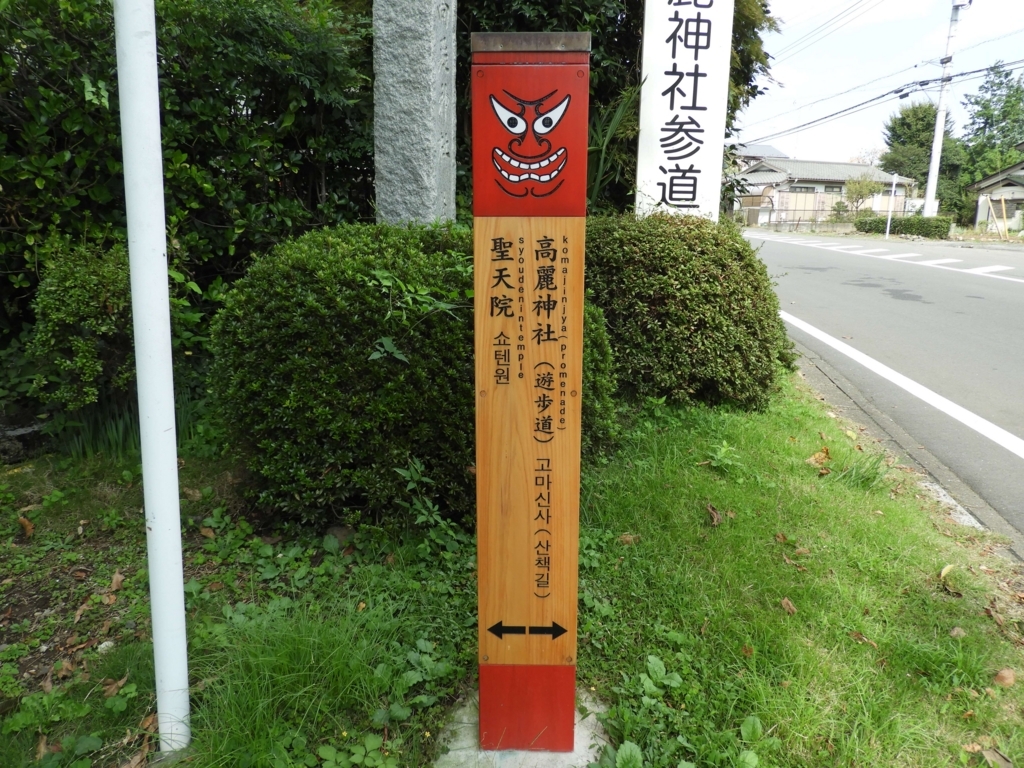 麗神社参道
高麗神社（遊歩道）고마신사（산책길）
komajinjya（promenade）
聖天院 쇼텐원
syoudenintemple